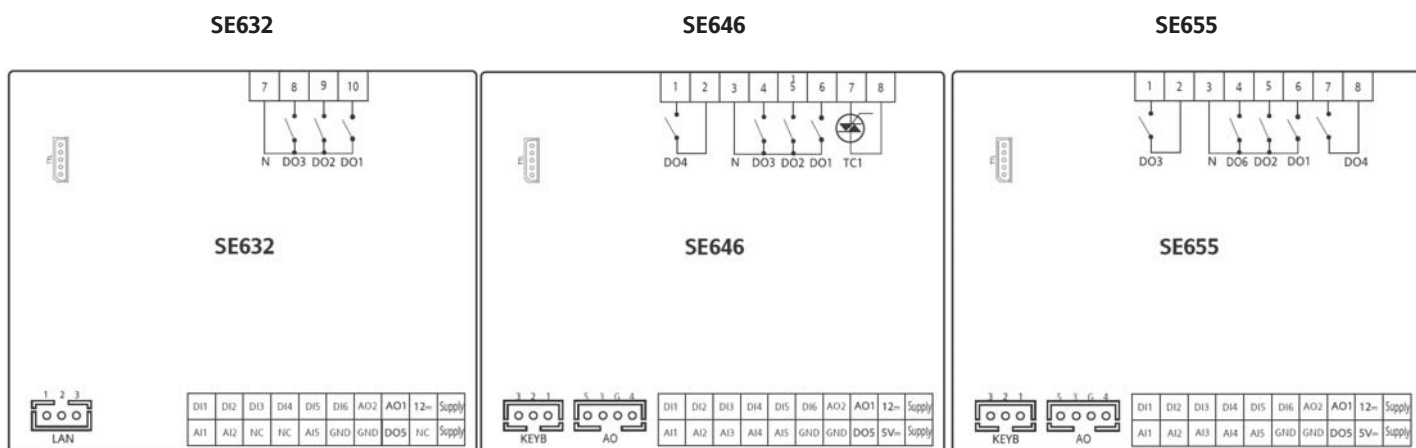 SE632 SE646 SE655
7 8 9 10
N DO3 DO2 DO1
SE632
1 2 3
LAN
DI1 DI2 DI3 DI4 DI5 DI6 AO2 AO1 12⎓ Supply
AI1 AI2 NC NC AI5 GND GND DO5 NC Supply
1 2 3 4 5 6 7 8
1
DO4 N DO3 DO2 DO1 TC1
SE646
3 2 1 5 3 G 4
KEYB AO
DI1 DI2 DI3 DI4 DI5 DI6 AO2 AO1 12⎓ Supply
AI1 AI2 AI3 AI4 AI5 GND GND DO5 5V⎓ Supply
1 2 3 4 5 6 7 8
DO3 N DO6 DO2 DO1 DO4
SE655
3 2 1 5 3 G 4
KEYB AO
DI1 DI2 DI3 DI4 DI5 DI6 AO2 AO1 12⎓ Supply
AI1 AI2 AI3 AI4 AI5 GND GND DO5 5V⎓ Supply